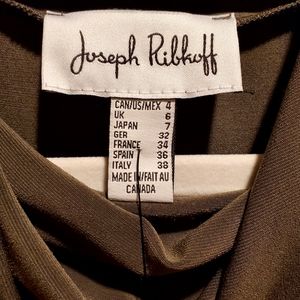 Joseph Ribkoff
CAN/US/MEX 4
UK 6
JAPAN 7
GER 32
FRANCE 34
SPAIN 36
ITALY 38
MADE IN/FAIT AU
CANADA